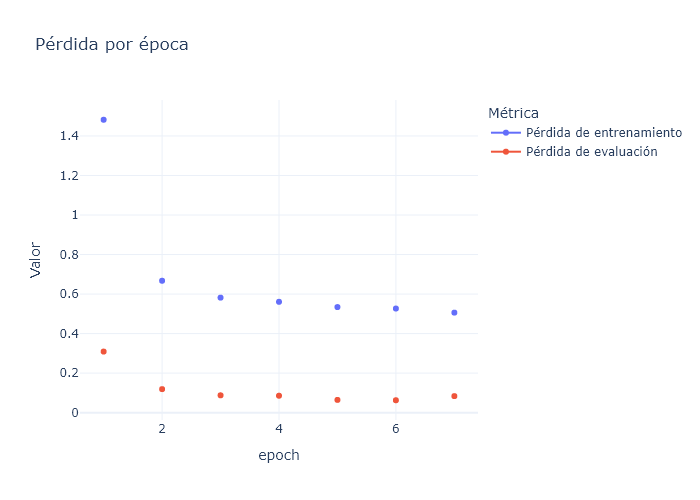 Pérdida por época
Métrica
Pérdida de entrenamiento
Pérdida de evaluación
Valor
1.4
1.2
1
0.8
0.6
0.4
0.2
0
2
4
6
epoch